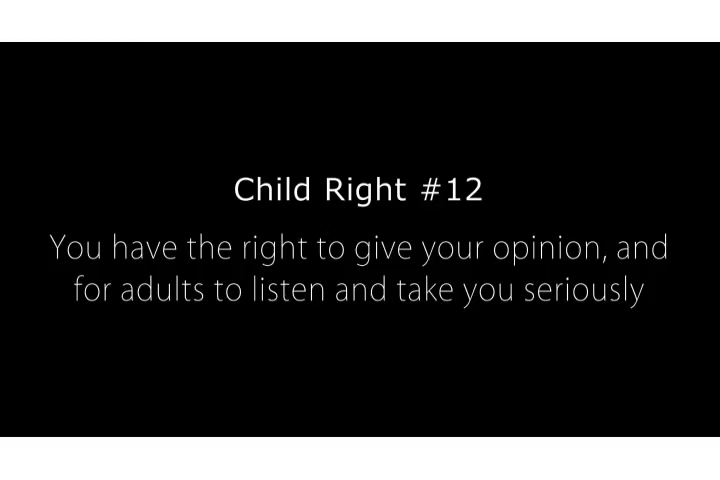 Child Right #12
You have the right to give your opinion, and
for adults to listen and take you seriously